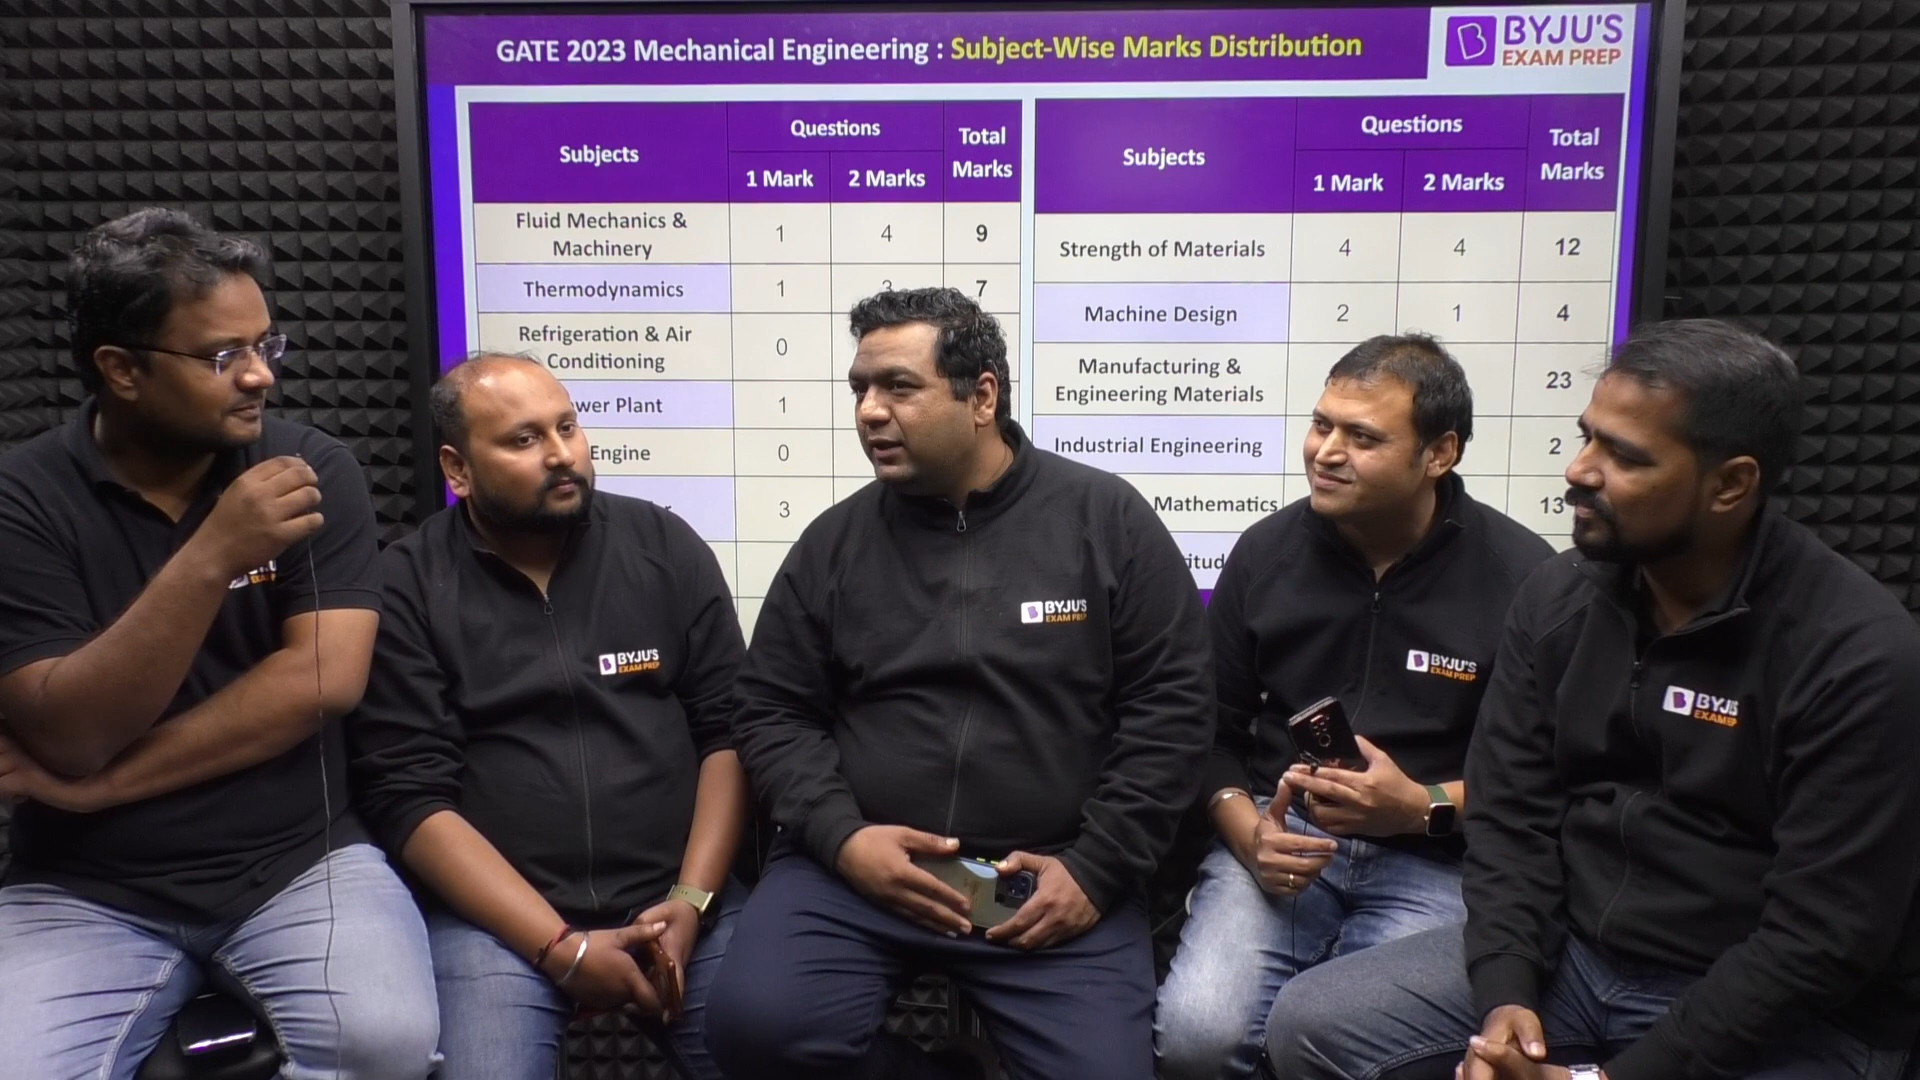 GATE 2023 Mechanical Engineering : Subject-Wise Marks Distribution
BYJU'S
EXAM PREP
Subjects
Questions
Total
Marks
1 Mark
2 Marks
Fluid Mechanics &
Machinery
1
4
9
Thermodynamics
1
3
7
Refrigeration & Air
Conditioning
0
wer Plant
1
Engine
0
3
Subjects
Questions
Total
Marks
1 Mark
2 Marks
Strength of Materials
4
4
12
Machine Design
2
1
4
Manufacturing &
Engineering Materials
23
Industrial Engineering
2
Mathematics
13
itud
BYJU'S
EXAM PREP
BYJU'S
EXAM PREP
BYJU'S
EXAM PREP